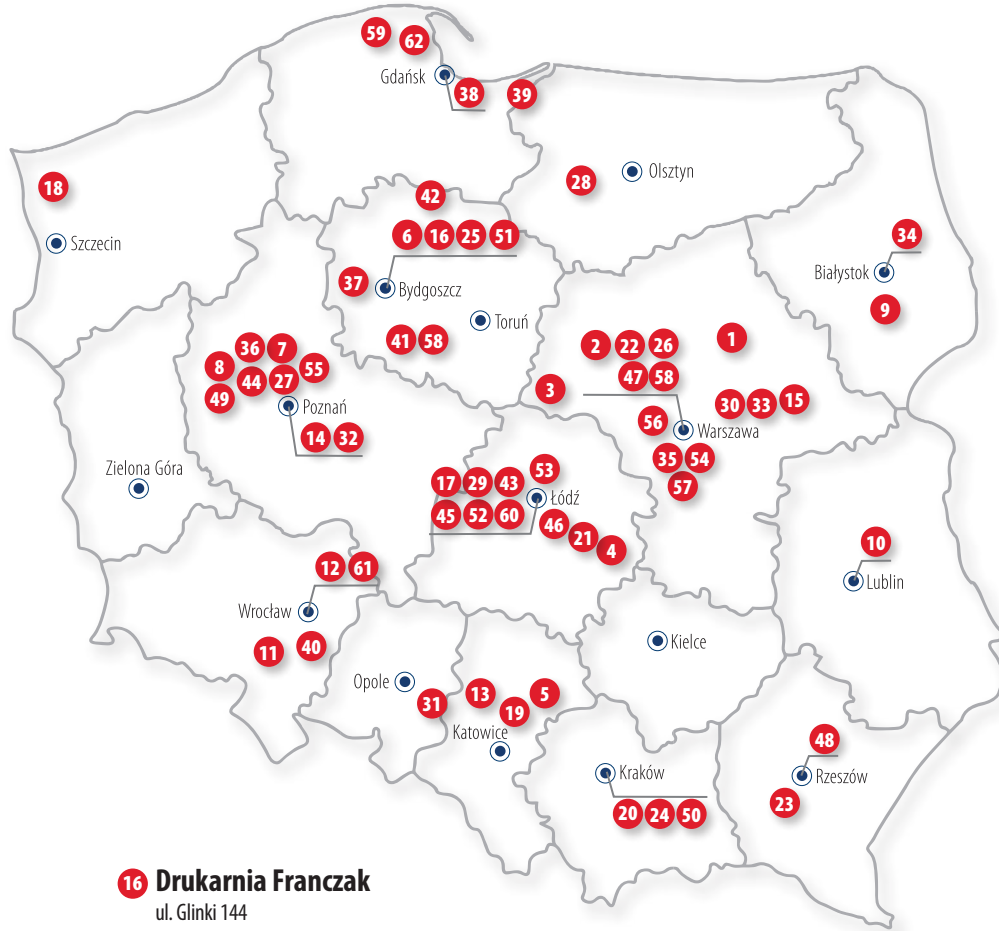 59 62
Gdańsk
38 39
18
28 Olsztyn
42
Szczecin
6 16 25 51
34
Białystok
37 Bydgoszcz
9
Toruń
41 58
36 7
8 55
44 27
49
Poznań
14 32
2 22 26 1
47 58
3
30 33 15
56 Warszawa
35 54
57
Zielona Góra
17 29 43 53
Łódź
45 52 60
46 21 4
10
Lublin
12 61
Wrocław
11 40
Kielce
Opole
31
13 19 5
Katowice
48
Rzeszów
23
Kraków
20 24 50
16 Drukarnia Franczak
ul. Glinki 144